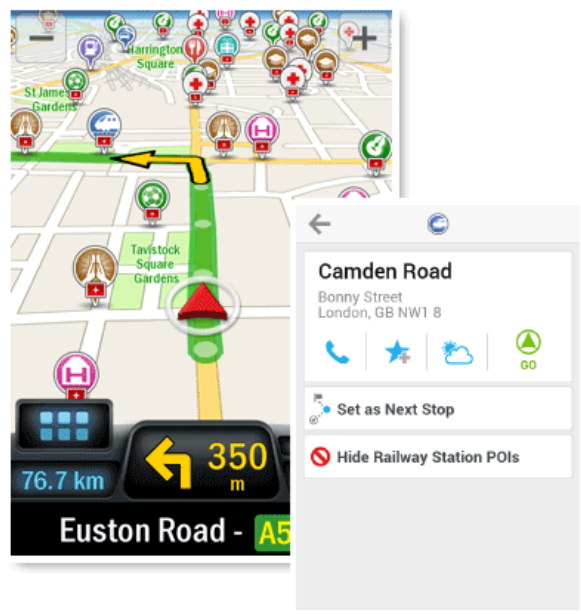 Harrington
Square
St James
Gardens
Tavistock
Square
Gardens
76.7 km
350
m
Euston Road - A5
Camden Road
Bonny Street
London, GB NW1 8
GO
Set as Next Stop
Hide Railway Station POIs